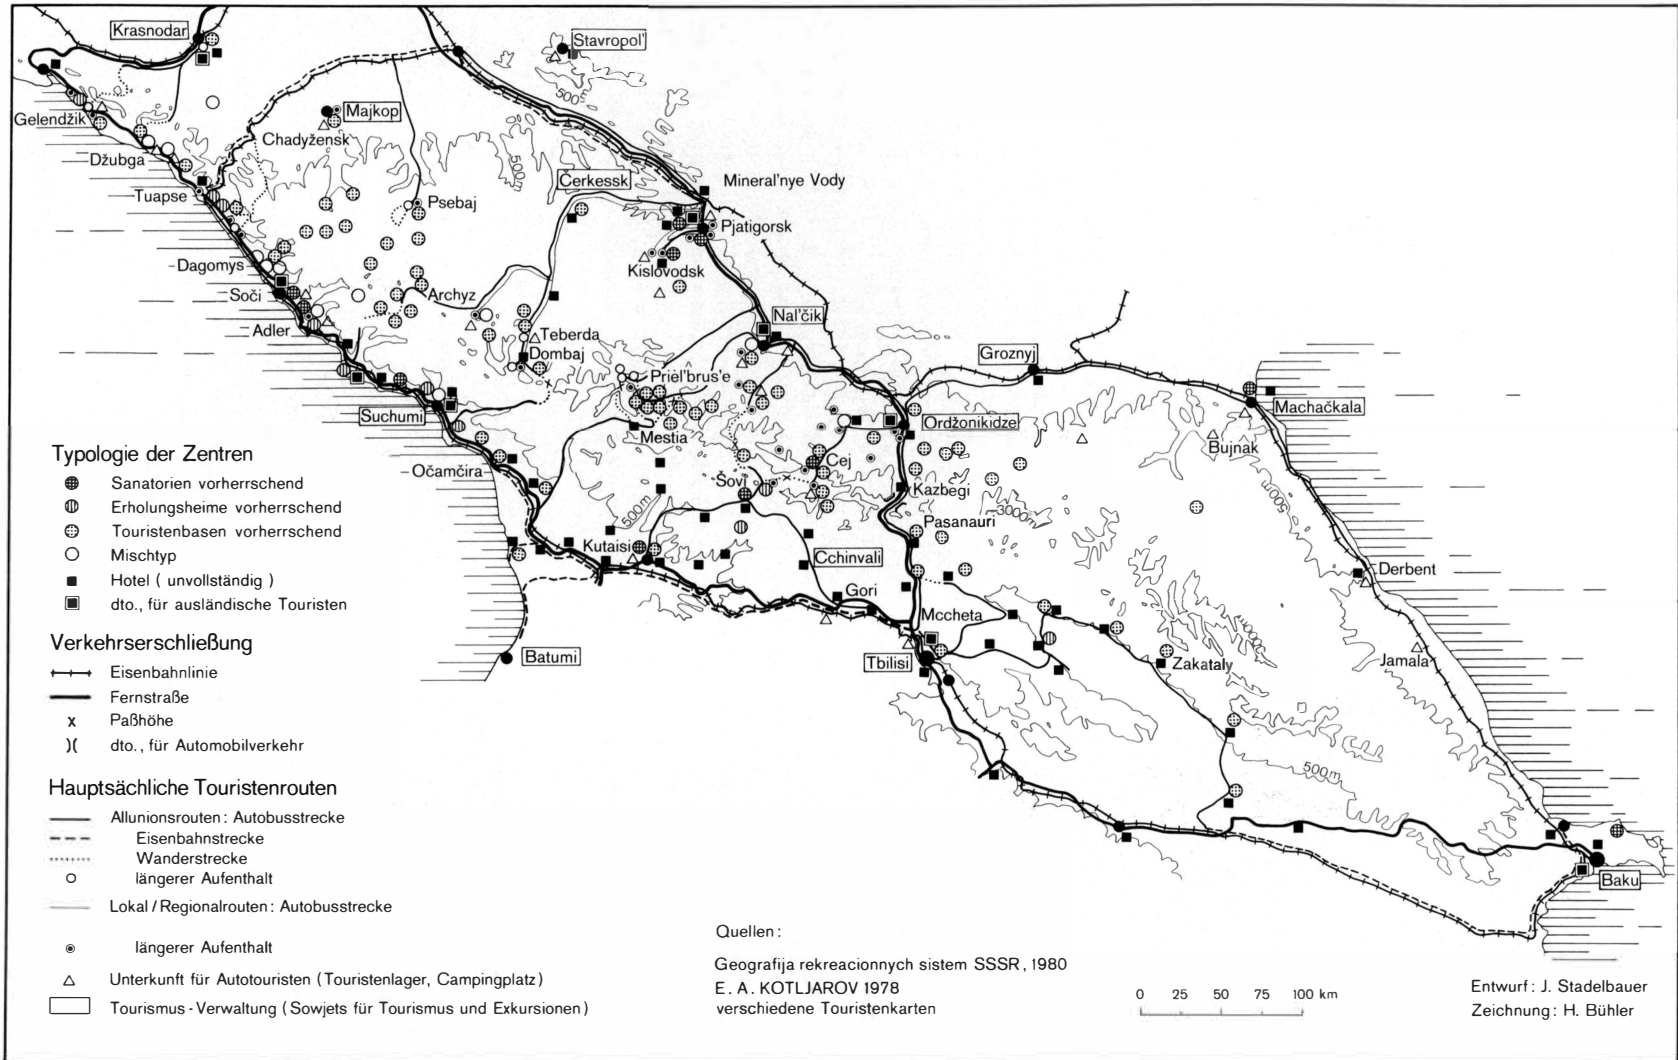 Krasnodar
Stavropol'
500
Gelendžik
Majkop
Chadyžensk
Džubga
500m
Čerkessk
Mineral'nye Vody
Tuapse
Psebaj
Pjatigorsk
Dagomys
Kislovodsk
Soči
Archyz
Adler
Teberda
Nal'čik
Dombaj
Groznyj
Priel'brus'e
Suchumi
Ordžonikidze
Machačkala
Mestia
Bujnak
Očamčira
Cej
Šovi
Kazbegi
500m
3000m
500m
Pasanauri
Kutaisi
Cchinvali
Derbent
Gori
Mccheta
Batumi
Tbilisi
Zakataly
Jamala
500m
Baku
Typologie der Zentren
Sanatorien vorherrschend
Erholungsheime vorherrschend
Touristenbasen vorherrschend
Mischtyp
Hotel ( unvollständig )
dto., für ausländische Touristen
Verkehrserschließung
Eisenbahnlinie
Fernstraße
x Paßhöhe
)( dto., für Automobilverkehr
Hauptsächliche Touristenrouten
Allunionsrouten: Autobusstrecke
Eisenbahnstrecke
Wanderstrecke
längerer Aufenthalt
Lokal / Regionalrouten: Autobusstrecke
längerer Aufenthalt
Unterkunft für Autotouristen (Touristenlager, Campingplatz)
Tourismus - Verwaltung (Sowjets für Tourismus und Exkursionen)
Quellen:
Geografija rekreacionnych sistem SSSR, 1980
E. A. KOTLJAROV 1978
verschiedene Touristenkarten
0 25 50 75 100 km
Entwurf: J. Stadelbauer
Zeichnung: H. Bühler